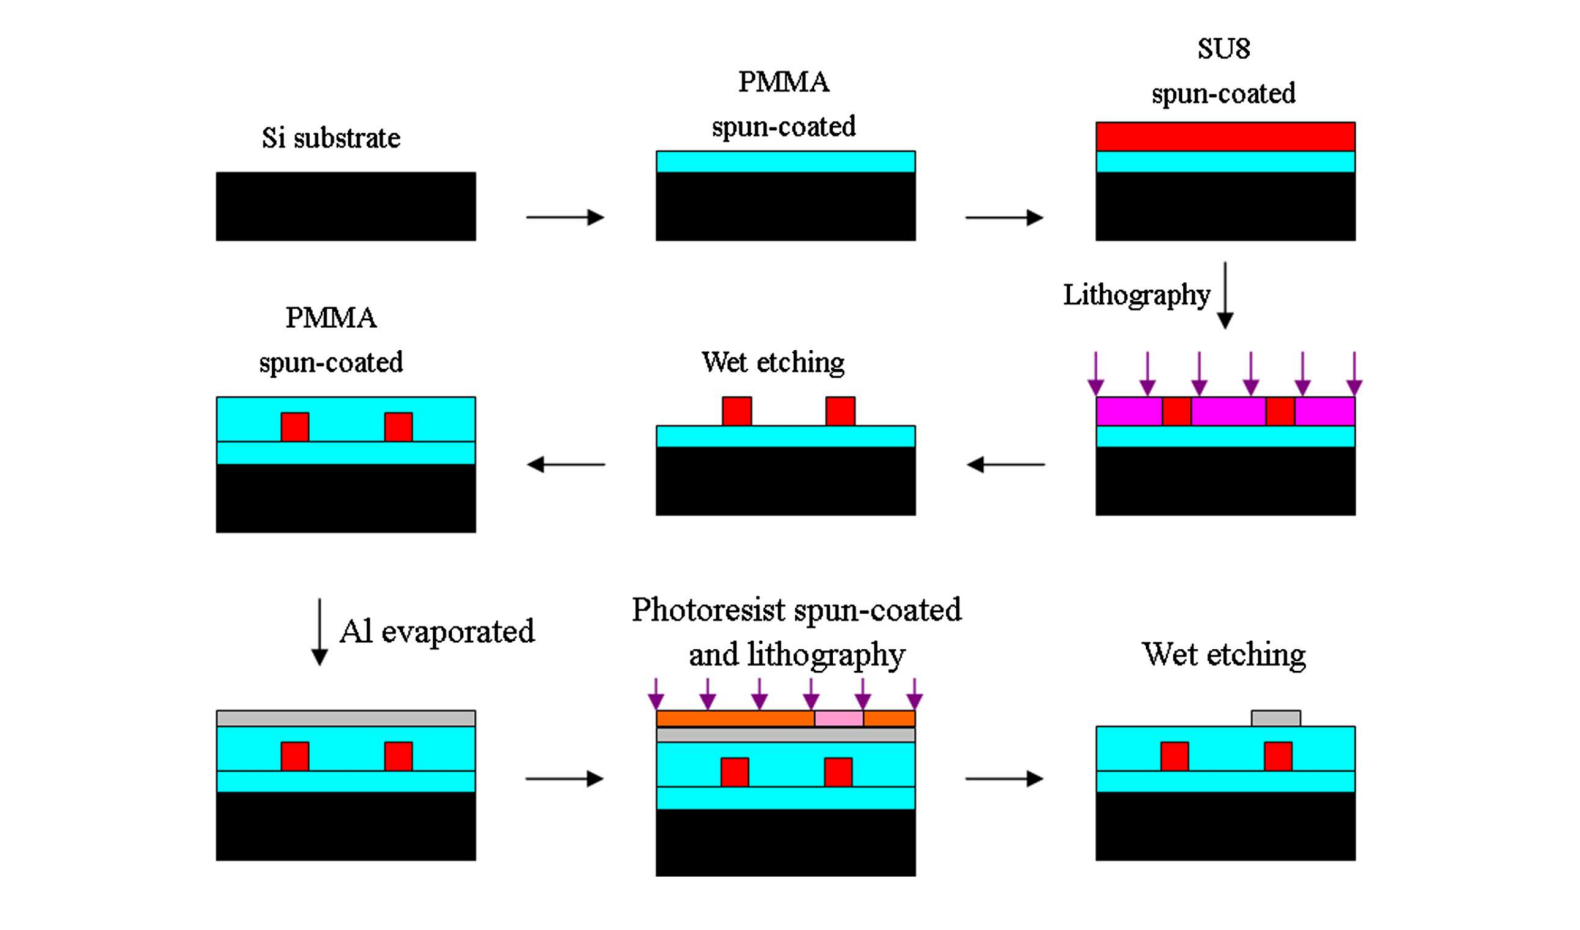 Si substrate
PMMA
spun-coated
SU8
spun-coated
Lithography
Wet etching
PMMA
spun-coated
Al evaporated
Photoresist spun-coated
and lithography
Wet etching